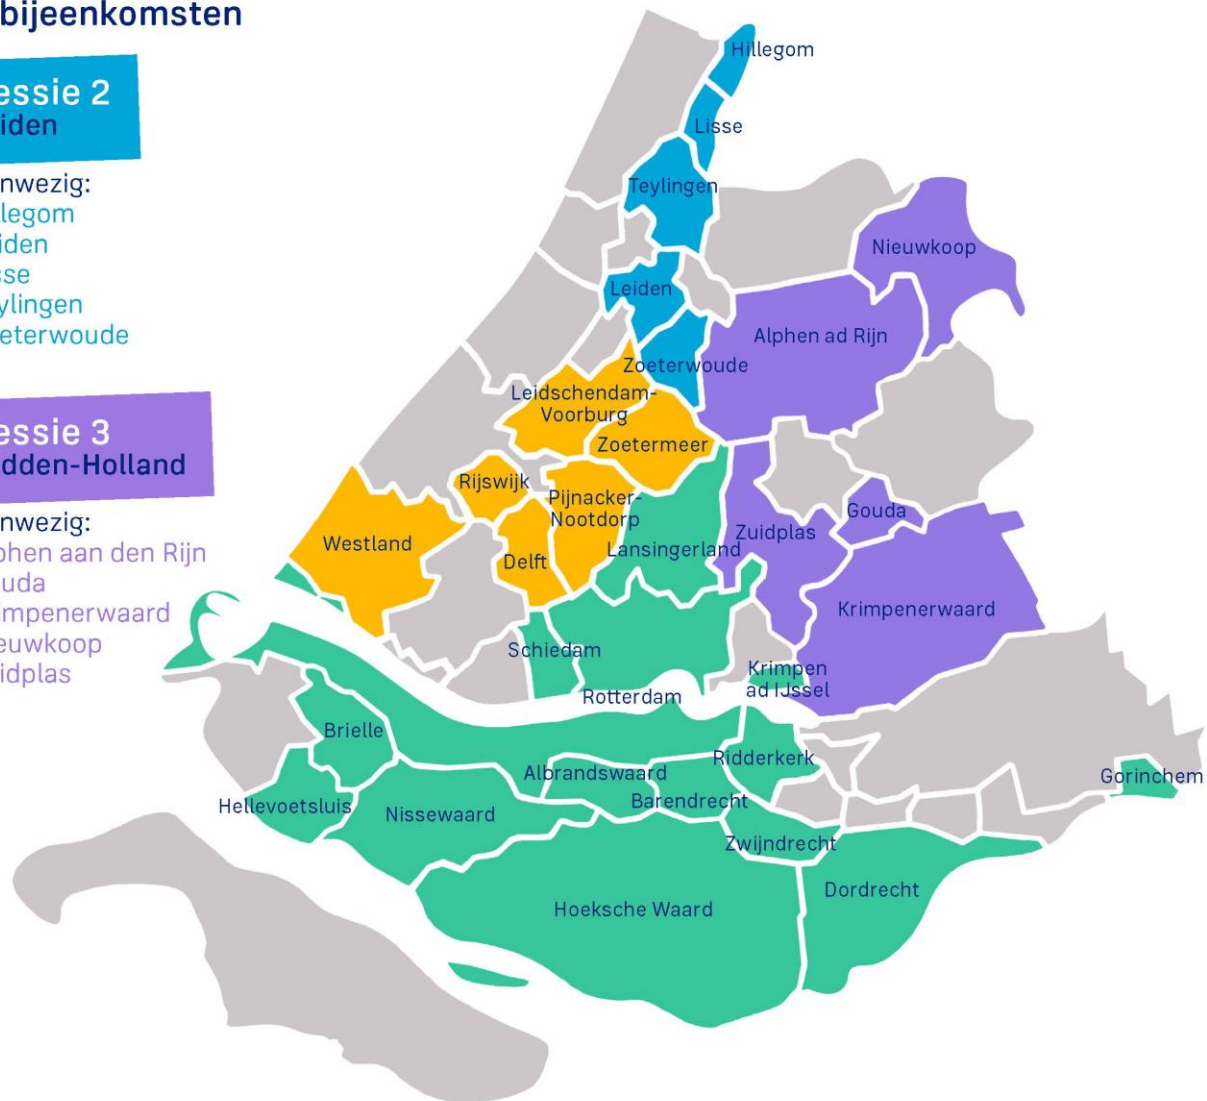 bijeenkomsten
essie 2
iden
nwezig:
legom
iden
sse
ylingen
eterwoude
essie 3
dden-Holland
nwezig:
phen aan den Rijn
uda
impenerwaard
euwkoop
idplas
Hillegom
Lisse
Teylingen
Nieuwkoop
Leiden
Alphen ad Rijn
Zoeterwoude
Leidschendam-
Voorburg
Zoetermeer
Rijswijk
Pijnacker-
Nootdorp
Gouda
Zuidplas
Westland
Lansingerland
Delft
Krimpenerwaard
Schiedam
Krimpen
ad IJssel
Rotterdam
Brielle
Ridderkerk
Albrandswaard
Gorinchem
Barendrecht
Hellevoetsluis
Nissewaard
Zwijndrecht
Dordrecht
Hoeksche Waard